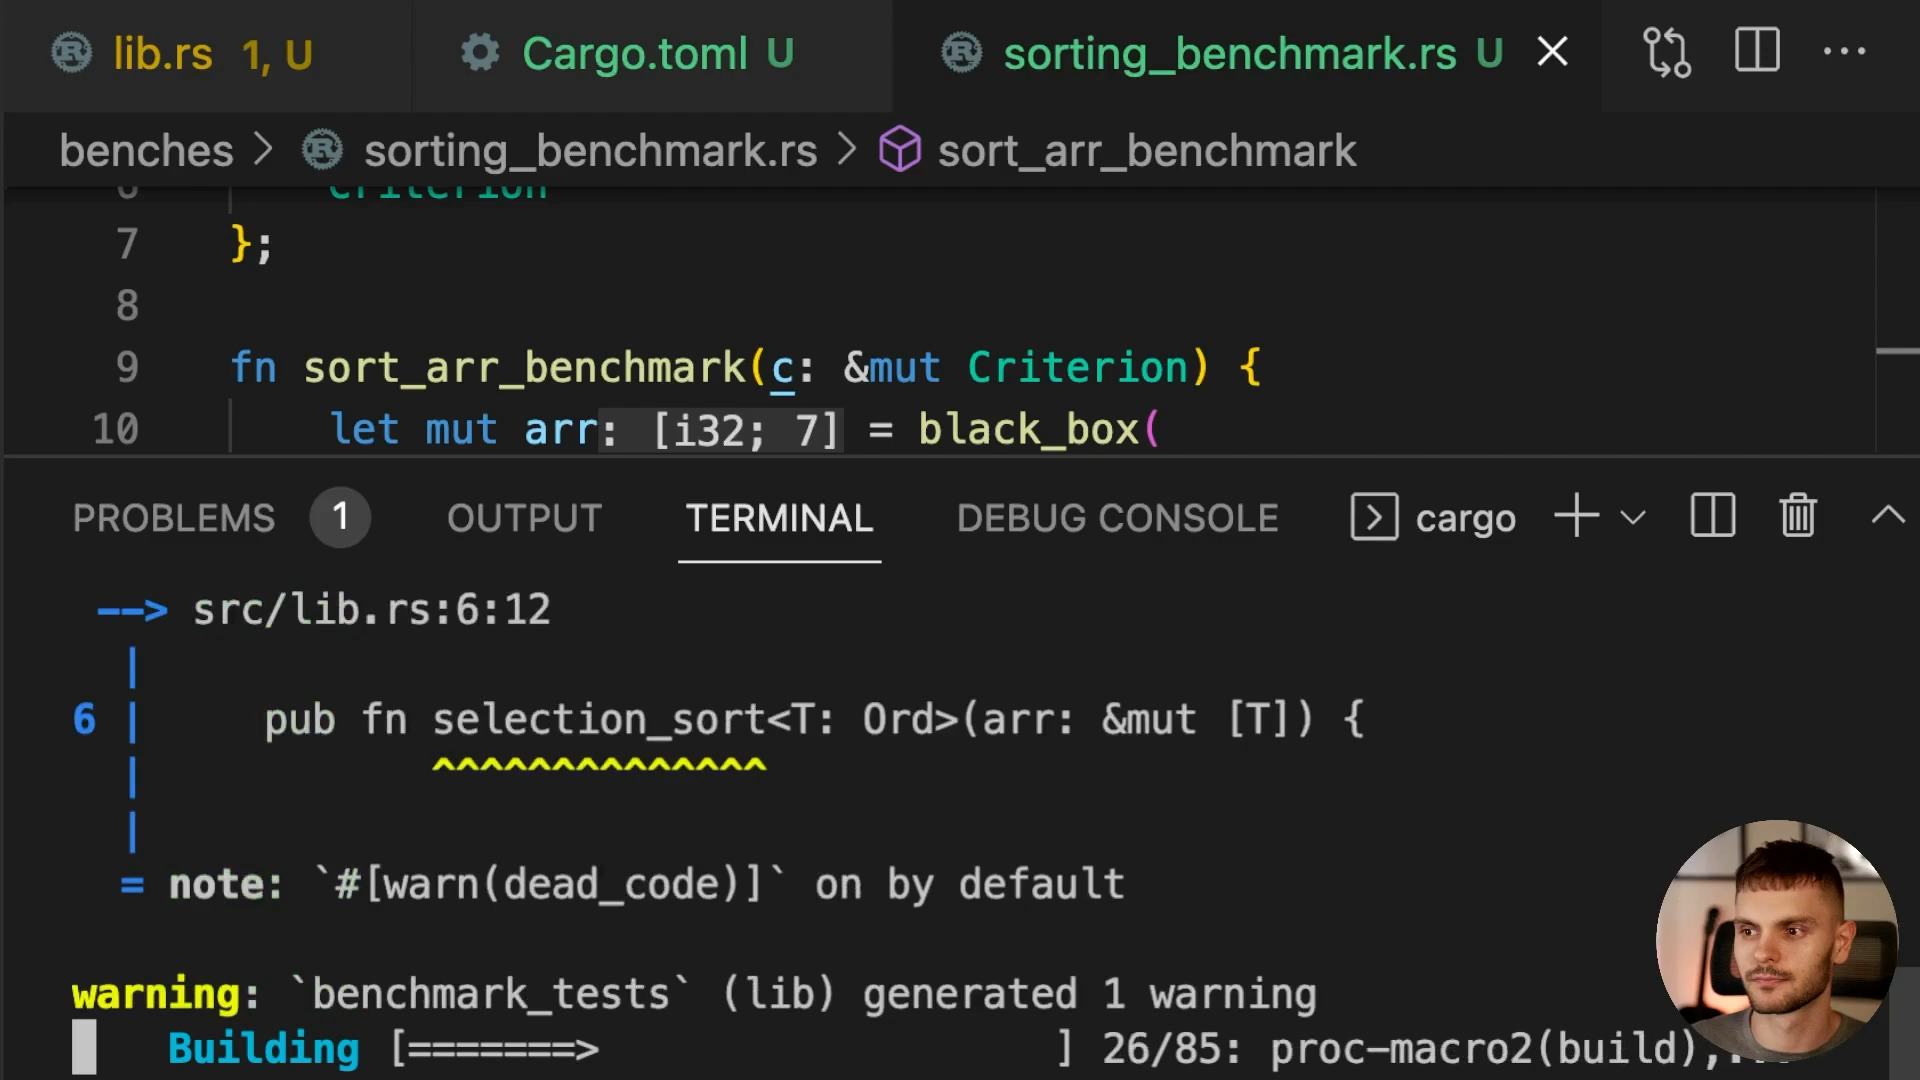 lib.rs 1, U
Cargo.toml U
sorting_benchmark.rs U
benches > sorting_benchmark.rs > sort_arr_benchmark
6 Criterion
7 };
8
9 fn sort_arr_benchmark(c: &mut Criterion) {
10 let mut arr: [i32; 7] = black_box(
PROBLEMS 1 OUTPUT TERMINAL DEBUG CONSOLE cargo
--> src/lib.rs:6:12
|
6 | pub fn selection_sort<T: Ord>(arr: &mut [T]) {
| ^^^^^^^^^^^^^^
|
= note: `#[warn(dead_code)]` on by default
warning: `benchmark_tests` (lib) generated 1 warning
Building [=======> ] 26/85: proc-macro2(build),...